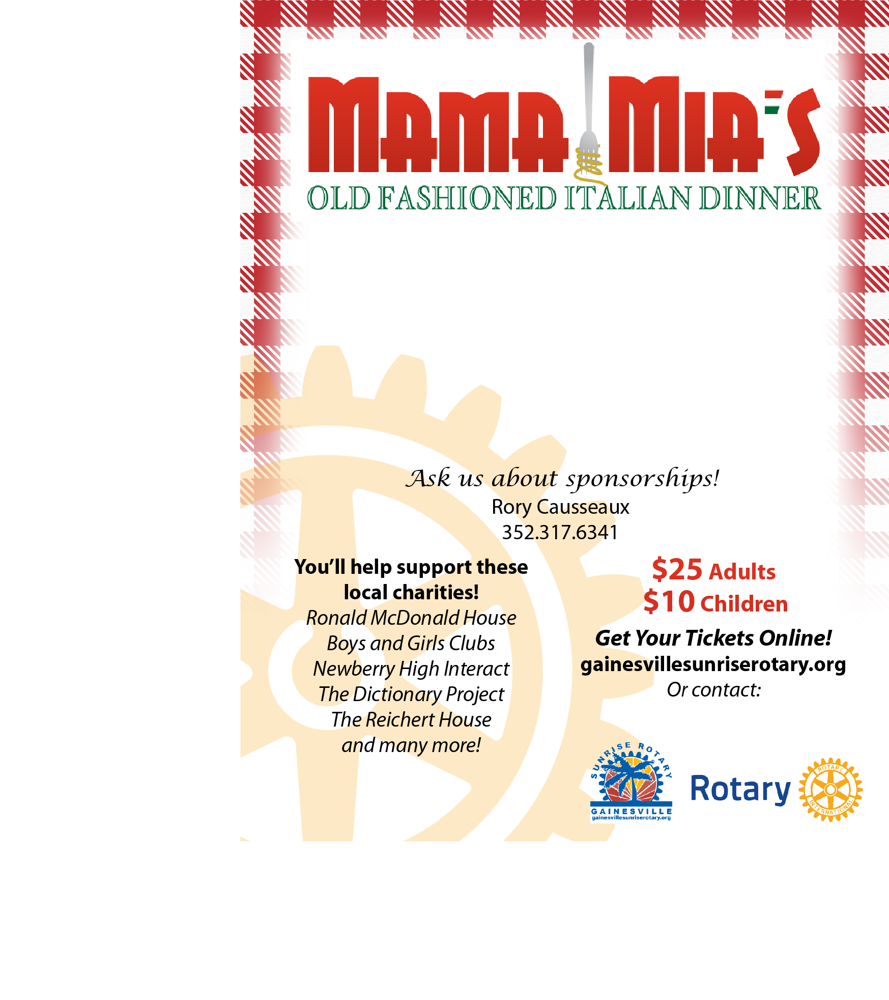 MAMA MIA'S
OLD FASHIONED ITALIAN DINNER
Ask us about sponsorships!
Rory Causseaux
352.317.6341
You'll help support these
local charities!
Ronald McDonald House
Boys and Girls Clubs
Newberry High Interact
The Dictionary Project
The Reichert House
and many more!
$25 Adults
$10 Children
Get Your Tickets Online!
gainesvillesunriserotary.org
Or contact:
SUNRISE ROTARY
GAINESVILLE
gainesvillesunriserotary.org
Rotary
ROTARY
INTERNATIONAL